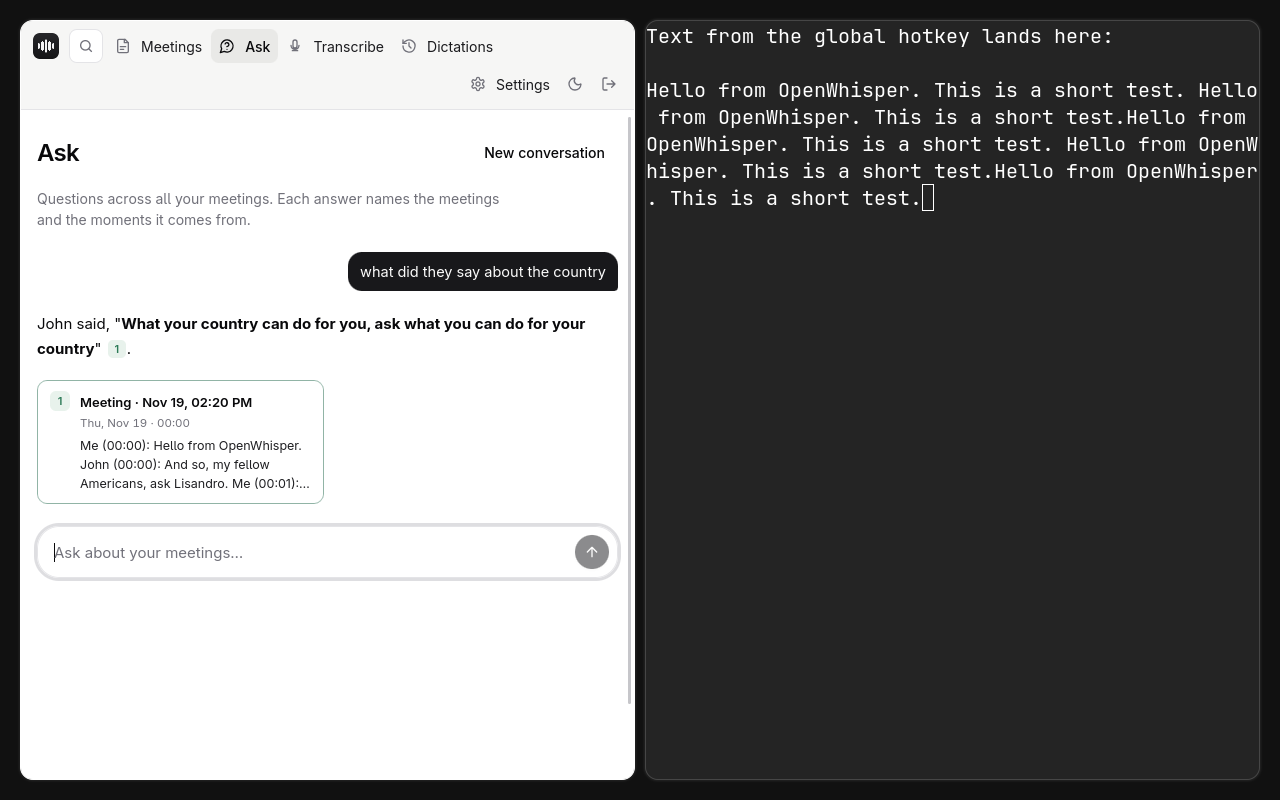 Meetings
Ask
Transcribe
Dictations
Settings
Ask
New conversation
Questions across all your meetings. Each answer names the meetings
and the moments it comes from.
what did they say about the country
John said, "What your country can do for you, ask what you can do for your
country" 1.
1
Meeting · Nov 19, 02:20 PM
Thu, Nov 19 · 00:00
Me (00:00): Hello from OpenWhisper.
John (00:00): And so, my fellow
Americans, ask Lisandro. Me (00:01):...
Ask about your meetings...
Text from the global hotkey lands here:
Hello from OpenWhisper. This is a short test. Hello
from OpenWhisper. This is a short test.Hello from
OpenWhisper. This is a short test. Hello from OpenW
hisper. This is a short test.Hello from OpenWhisper
. This is a short test.